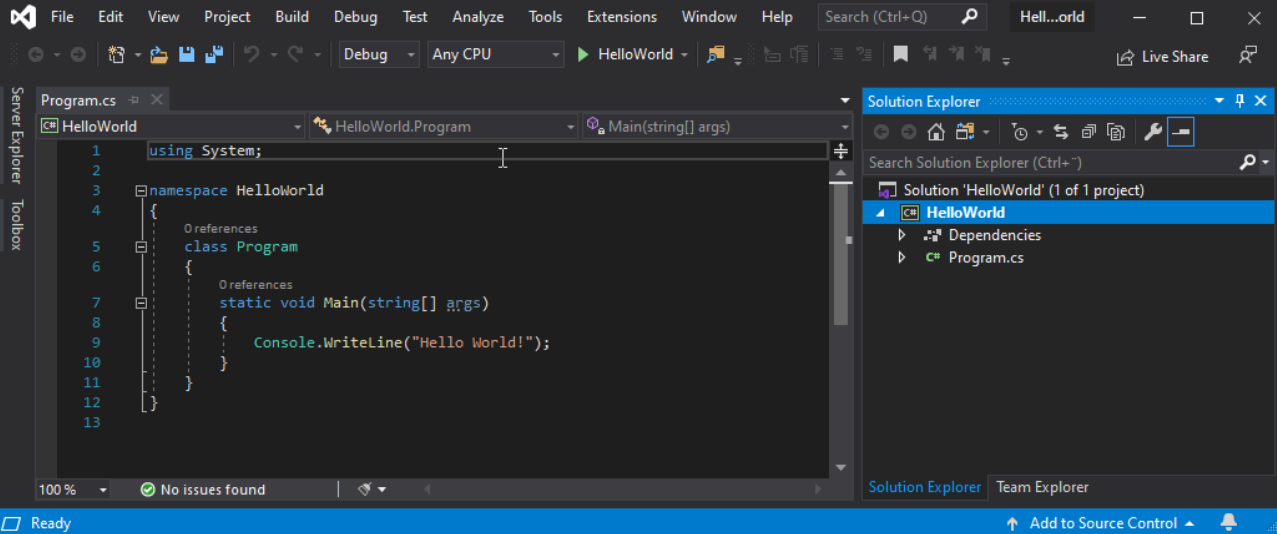 File Edit View Project Build Debug Test Analyze Tools Extensions Window Help Search (Ctrl+Q) Hell...orld
Debug Any CPU HelloWorld Live Share
Server Explorer
Toolbox
Program.cs
C# HelloWorld HelloWorld.Program Main(string[] args)
1 using System;
2
3 namespace HelloWorld
4 {
0 references
5 class Program
6 {
0 references
7 static void Main(string[] args)
8 {
9 Console.WriteLine("Hello World!");
10 }
11 }
12 }
13
100 % No issues found
Solution Explorer
Search Solution Explorer (Ctrl+¨)
Solution 'HelloWorld' (1 of 1 project)
C# HelloWorld
Dependencies
C# Program.cs
Solution Explorer Team Explorer
Ready Add to Source Control